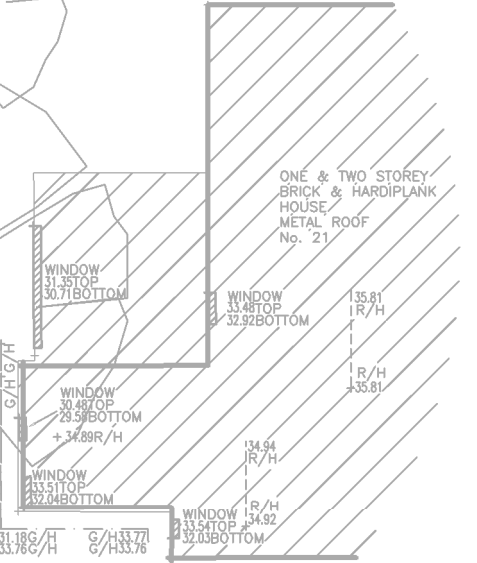 ONE & TWO STOREY
BRICK & HARDIPLANK
HOUSE
METAL ROOF
No. 21
WINDOW
31.35TOP
30.71BOTTOM
WINDOW
33.48TOP
32.92BOTTOM
35.81
R/H
R/H
35.81
G/H
G/H
WINDOW
30.48TOP
29.58BOTTOM
34.89R/H
34.94
R/H
WINDOW
33.51TOP
32.04BOTTOM
R/H
34.92
WINDOW
33.54TOP
32.03BOTTOM
31.18G/H
33.76G/H
G/H33.77
G/H33.76